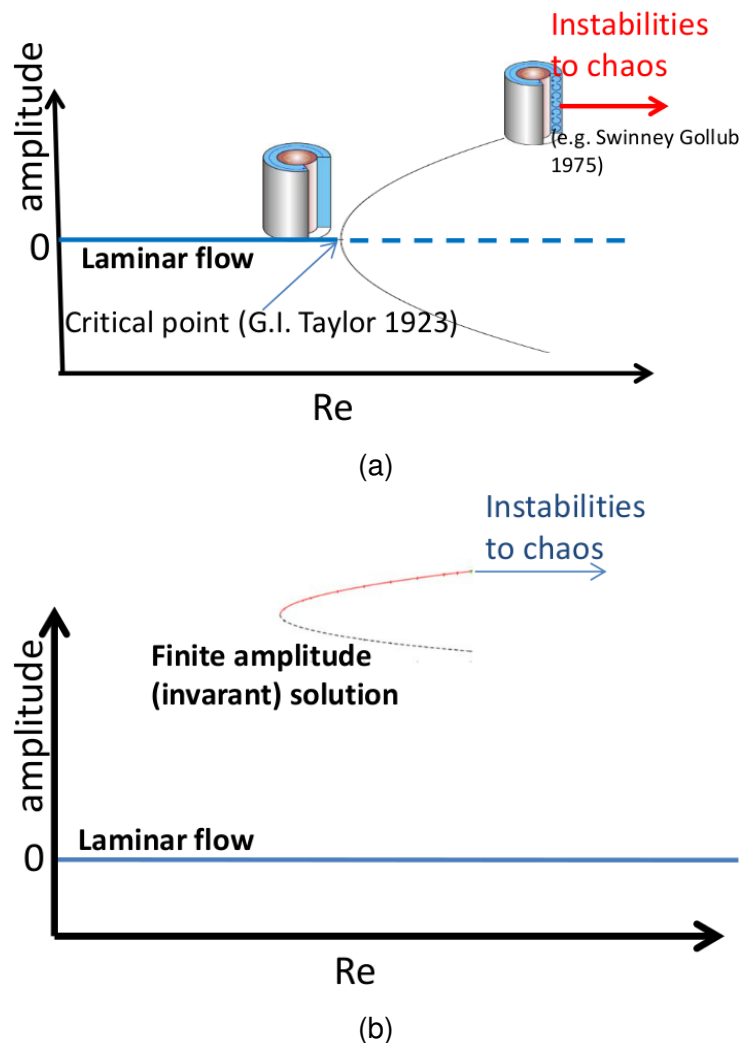 Instabilities
to chaos
(e.g. Swinney Gollub
1975)
amplitude
0
Laminar flow
Critical point (G.I. Taylor 1923)
Re
(a)
Instabilities
to chaos
Finite amplitude
(invarant) solution
amplitude
Laminar flow
0
Re
(b)